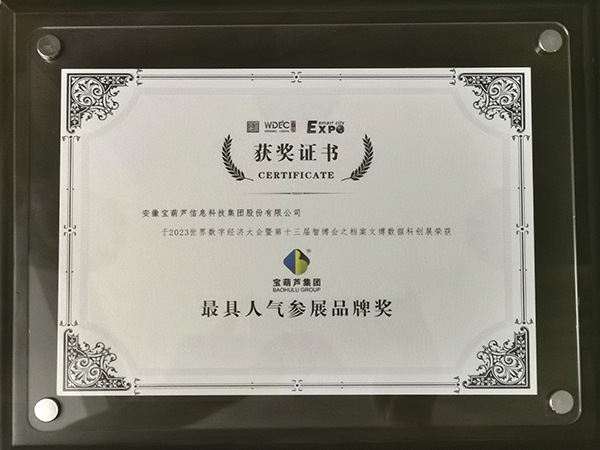 WDEC Smart city EXPO
获奖证书
CERTIFICATE
安徽宝葫芦信息科技集团股份有限公司
于2023世界数字经济大会暨第十三届智博会之档案文博数据科创展荣获
®
宝葫芦集团
BAOHULU GROUP
最具人气参展品牌奖